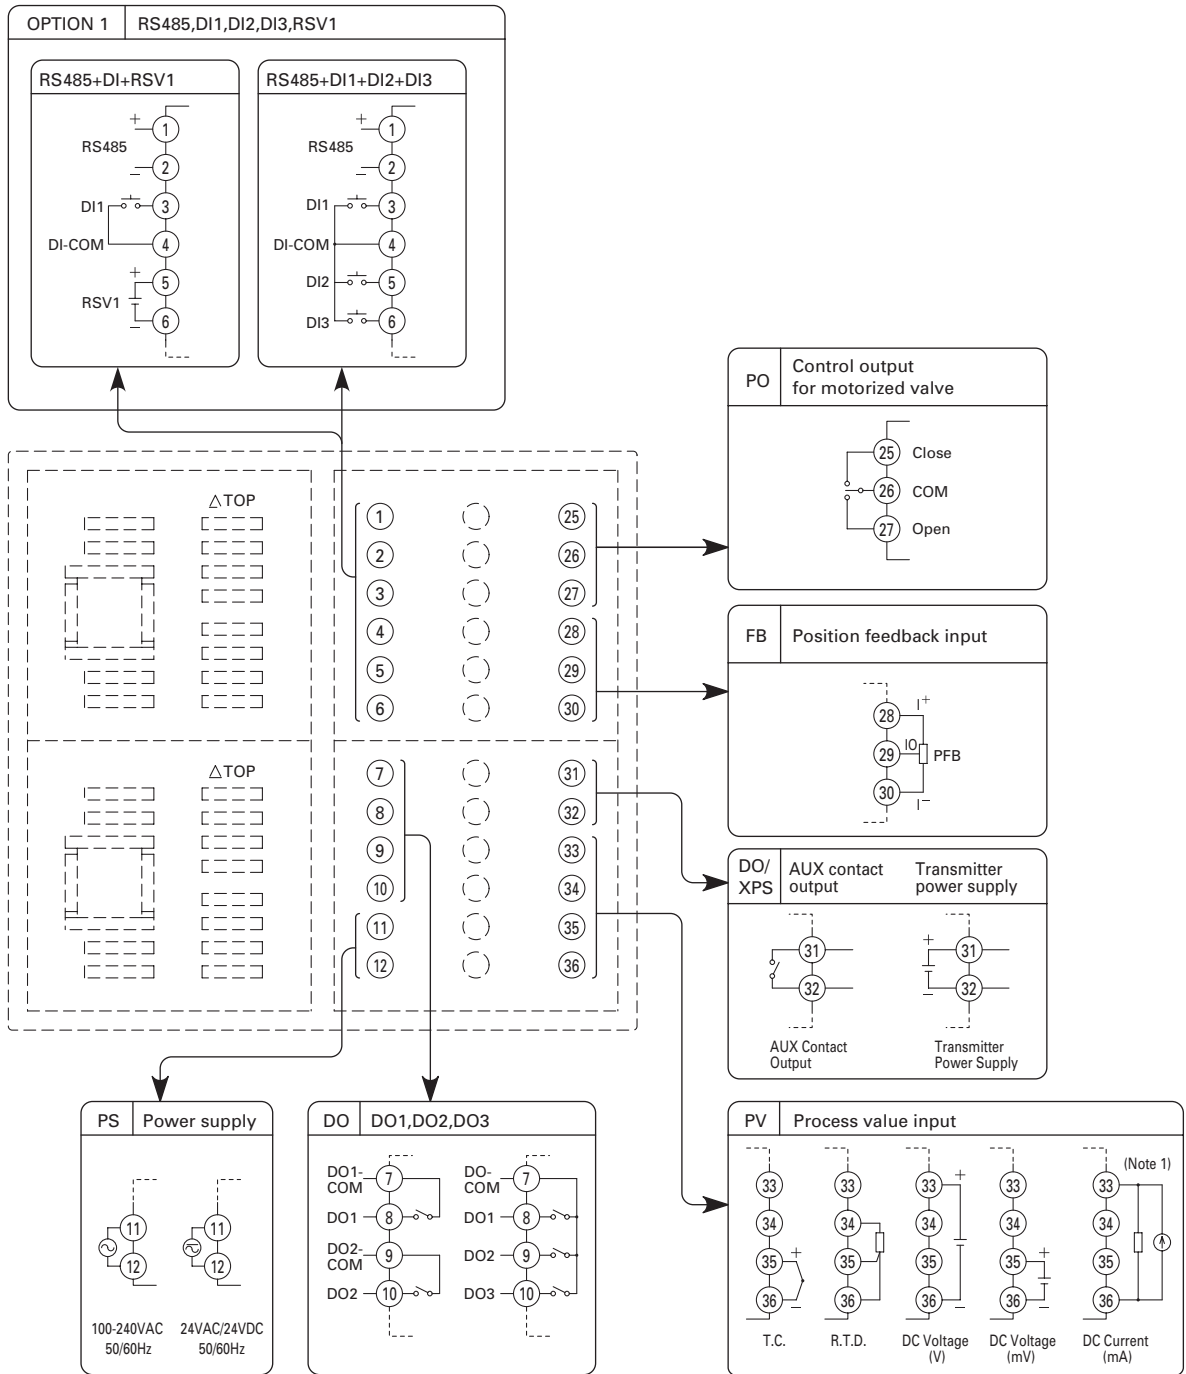 OPTION 1 RS485,DI1,DI2,DI3,RSV1
RS485+DI+RSV1
+
1
RS485
2
−
DI1 3
DI-COM 4
+
5
RSV1
6
−
RS485+DI1+DI2+DI3
+
1
RS485
2
−
DI1 3
DI-COM 4
DI2 5
DI3 6
△TOP
△TOP
1 25
2 26
3 27
4 28
5 29
6 30
7 31
8 32
9 33
10 34
11 35
12 36
PO Control output
for motorized valve
25 Close
26 COM
27 Open
FB Position feedback input
28 I+
29 IO PFB
30 I−
DO/
XPS
AUX contact
output
Transmitter
power supply
31
32
AUX Contact
Output
+
31
32
−
Transmitter
Power Supply
PS Power supply
11
12
100-240VAC
50/60Hz
11
12
24VAC/24VDC
50/60Hz
DO DO1,DO2,DO3
DO1-
COM
7
DO1 8
DO2-
COM
9
DO2 10
DO-
COM
7
DO1 8
DO2 9
DO3 10
PV Process value input
33
34
35 +
36 −
T.C.
33
34
35
36
R.T.D.
33 +
34
35
36 −
DC Voltage
(V)
33
34
35 +
36 −
DC Voltage
(mV)
(Note 1)
33
34
35
36
DC Current
(mA)